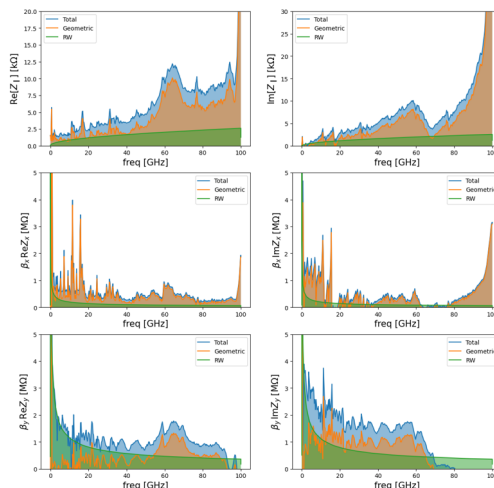 20.0
17.5
15.0
12.5
10.0
7.5
5.0
2.5
0.0
Re[Z∥] [kΩ]
Total
Geometric
RW
0 20 40 60 80 100
freq [GHz]
30
25
20
15
10
5
0
Im[Z∥] [kΩ]
Total
Geometric
RW
0 20 40 60 80 100
freq [GHz]
5
4
3
2
1
0
βx ReZx [MΩ]
Total
Geometric
RW
0 20 40 60 80 100
freq [GHz]
5
4
3
2
1
0
βx ImZx [MΩ]
Total
Geometric
RW
0 20 40 60 80 100
freq [GHz]
5
4
3
2
1
0
βy ReZy [MΩ]
Total
Geometric
RW
0 20 40 60 80 100
freq [GHz]
5
4
3
2
1
0
βy ImZy [MΩ]
Total
Geometric
RW
0 20 40 60 80 100
freq [GHz]